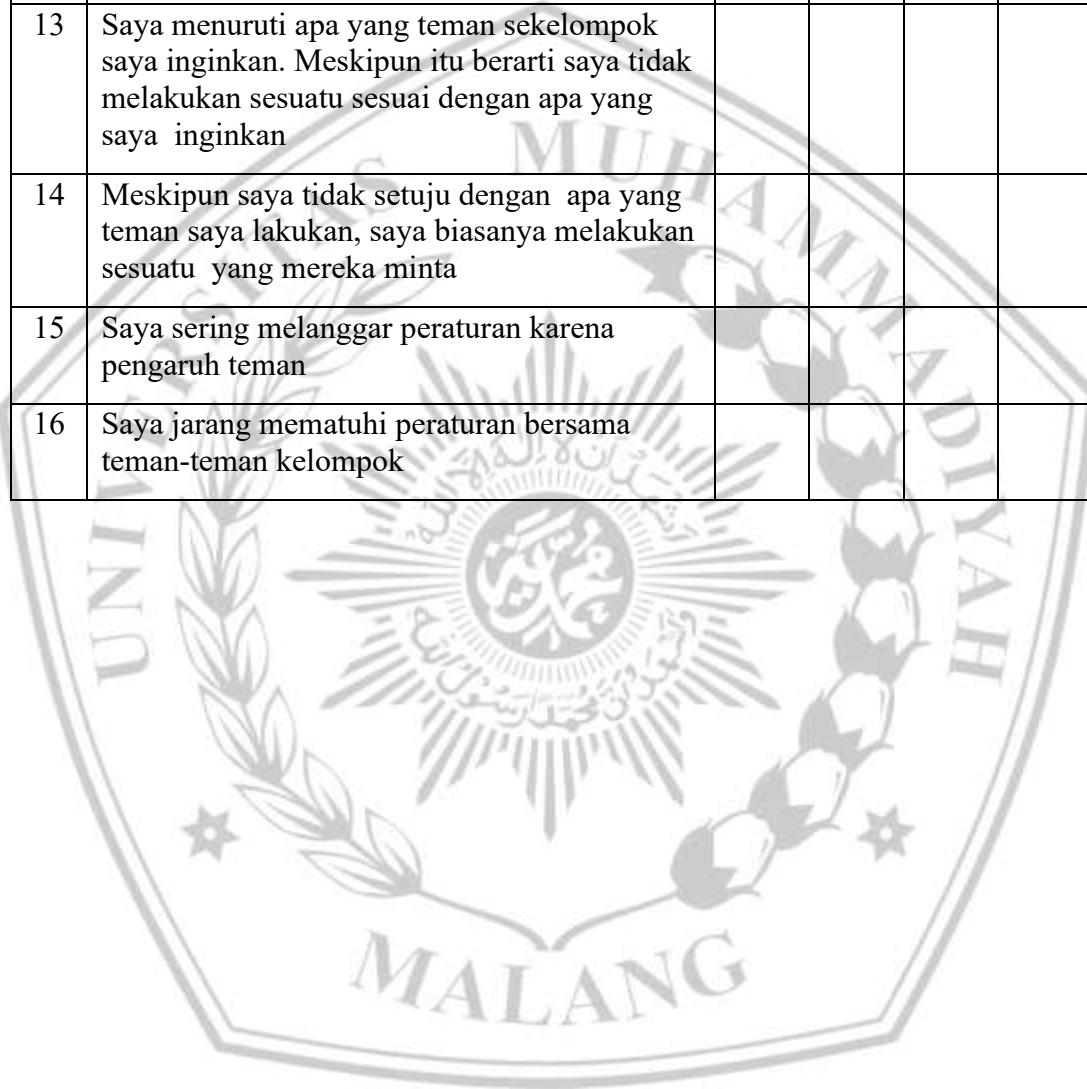 13 Saya menuruti apa yang teman sekelompok
saya inginkan. Meskipun itu berarti saya tidak
melakukan sesuatu sesuai dengan apa yang
saya  inginkan
14 Meskipun saya tidak setuju dengan  apa yang
teman saya lakukan, saya biasanya melakukan
sesuatu  yang mereka minta
15 Saya sering melanggar peraturan karena
pengaruh teman
16 Saya jarang mematuhi peraturan bersama
teman-teman kelompok
UNIVERSITAS MUHAMMADIYAH
MALANG